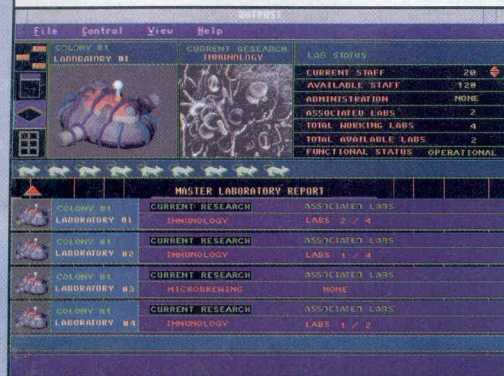 OUTPOST
File Control View Help
COLONY #1
LABORATORY #1
CURRENT RESEARCH
IMMUNOLOGY
LAB STATUS
CURRENT STAFF 20
AVAILABLE STAFF 120
ADMINISTRATION NONE
ASSOCIATED LABS 2
TOTAL WORKING LABS 4
TOTAL AVAILABLE LABS 2
FUNCTIONAL STATUS OPERATIONAL
MASTER LABORATORY REPORT
COLONY #1 CURRENT RESEARCH ASSOCIATED LABS
LABORATORY #1 IMMUNOLOGY LABS 2 / 4
COLONY #1 CURRENT RESEARCH ASSOCIATED LABS
LABORATORY #2 IMMUNOLOGY LABS 1 / 4
COLONY #1 CURRENT RESEARCH ASSOCIATED LABS
LABORATORY #3 MICROBREWING NONE
COLONY #1 CURRENT RESEARCH ASSOCIATED LABS
LABORATORY #4 IMMUNOLOGY LABS 1 / 2